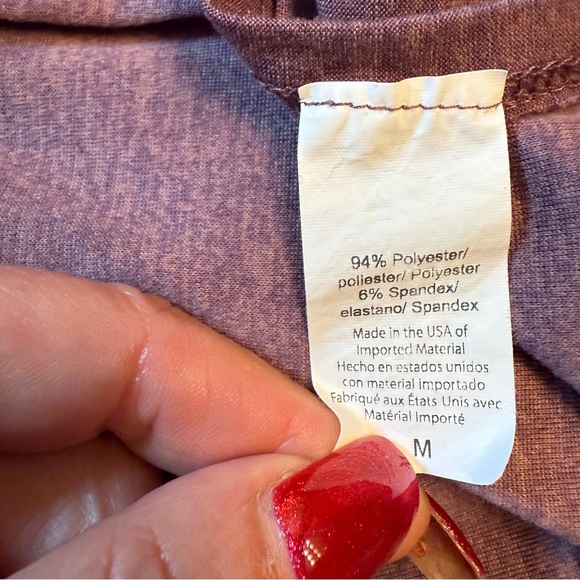 94% Polyester/
poliester/ Polyester
6% Spandex/
elastano/ Spandex
Made in the USA of
Imported Material
Hecho en estados unidos
con material importado
Fabriqué aux États Unis avec
Matérial Importé
M